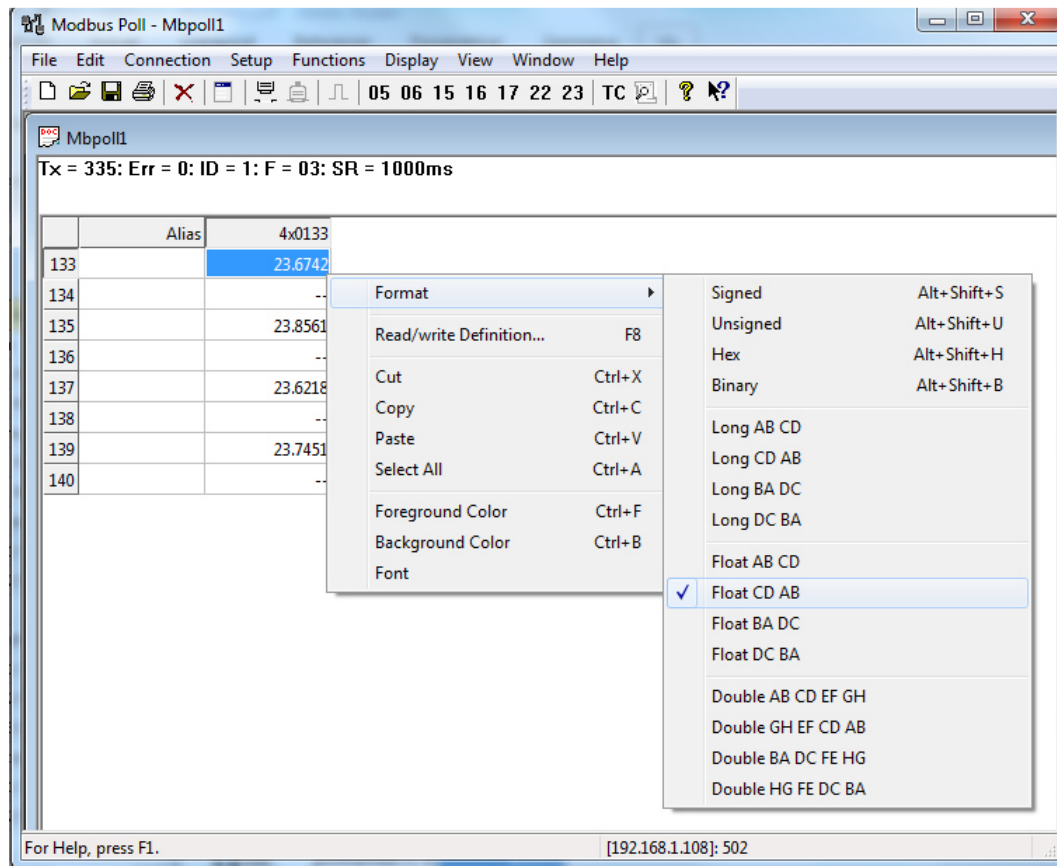 Modbus Poll - Mbpoll1
File Edit Connection Setup Functions Display View Window Help
05 06 15 16 17 22 23 TC
Mbpoll1
Tx = 335: Err = 0: ID = 1: F = 03: SR = 1000ms
Alias 4x0133
133 23.6742
134 --
135 23.8561
136 --
137 23.6218
138 --
139 23.7451
140 --
Format
Read/write Definition... F8
Cut Ctrl+X
Copy Ctrl+C
Paste Ctrl+V
Select All Ctrl+A
Foreground Color Ctrl+F
Background Color Ctrl+B
Font
Signed Alt+Shift+S
Unsigned Alt+Shift+U
Hex Alt+Shift+H
Binary Alt+Shift+B
Long AB CD
Long CD AB
Long BA DC
Long DC BA
Float AB CD
Float CD AB
Float BA DC
Float DC BA
Double AB CD EF GH
Double GH EF CD AB
Double BA DC FE HG
Double HG FE DC BA
For Help, press F1. [192.168.1.108]: 502